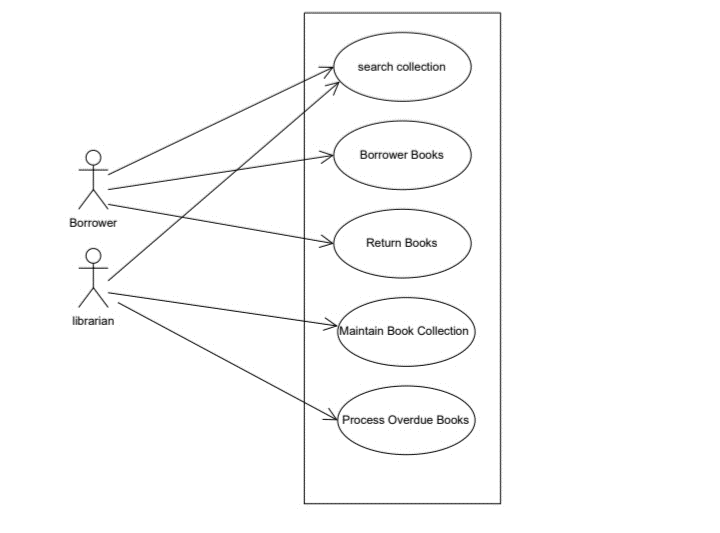 search collection
Borrower Books
Return Books
Maintain Book Collection
Process Overdue Books
Borrower
librarian